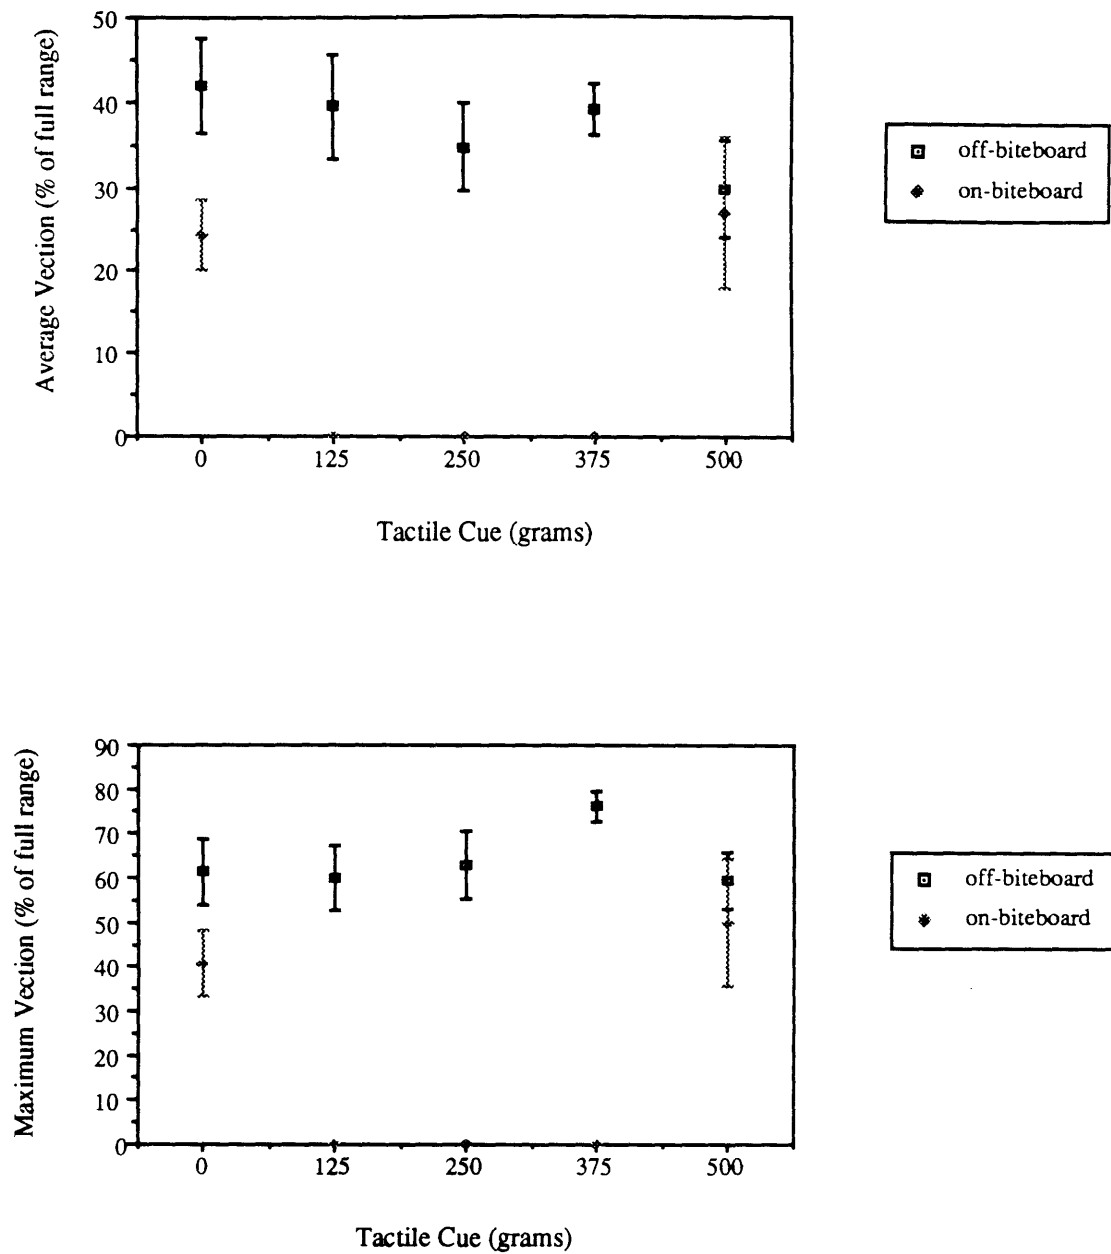 50
40
30
20
10
0
Average Vection (% of full range)
0 125 250 375 500
Tactile Cue (grams)
off-biteboard
on-biteboard
90
80
70
60
50
40
30
20
10
0
Maximum Vection (% of full range)
0 125 250 375 500
Tactile Cue (grams)
off-biteboard
on-biteboard